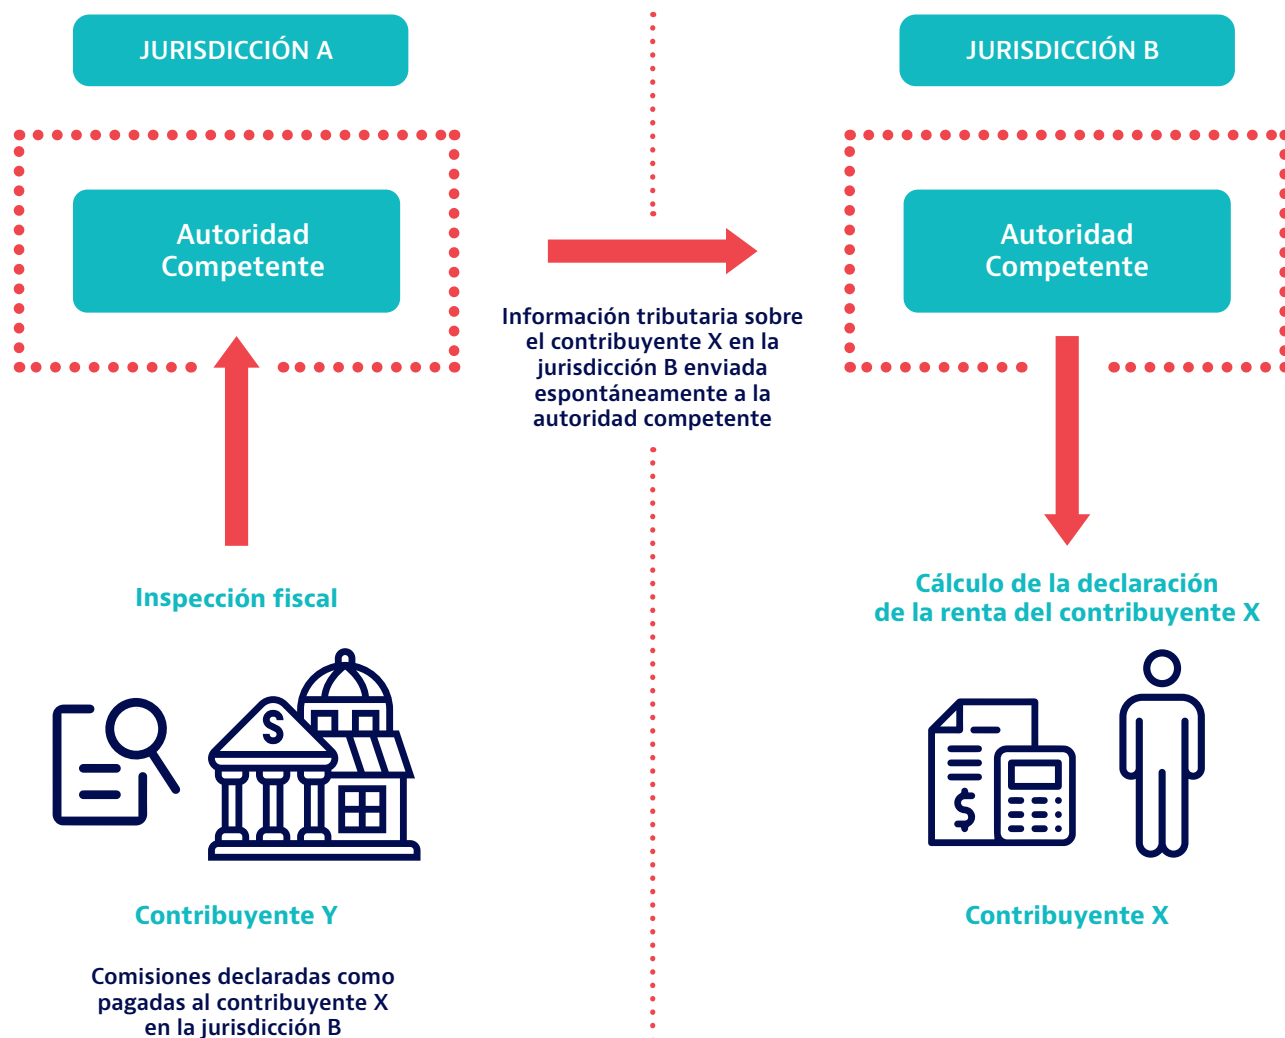 JURISDICCIÓN A
JURISDICCIÓN B
Autoridad
Competente
Autoridad
Competente
Información tributaria sobre
el contribuyente X en la
jurisdicción B enviada
espontáneamente a la
autoridad competente
Inspección fiscal
Cálculo de la declaración
de la renta del contribuyente X
S
$
Contribuyente Y
Contribuyente X
Comisiones declaradas como
pagadas al contribuyente X
en la jurisdicción B